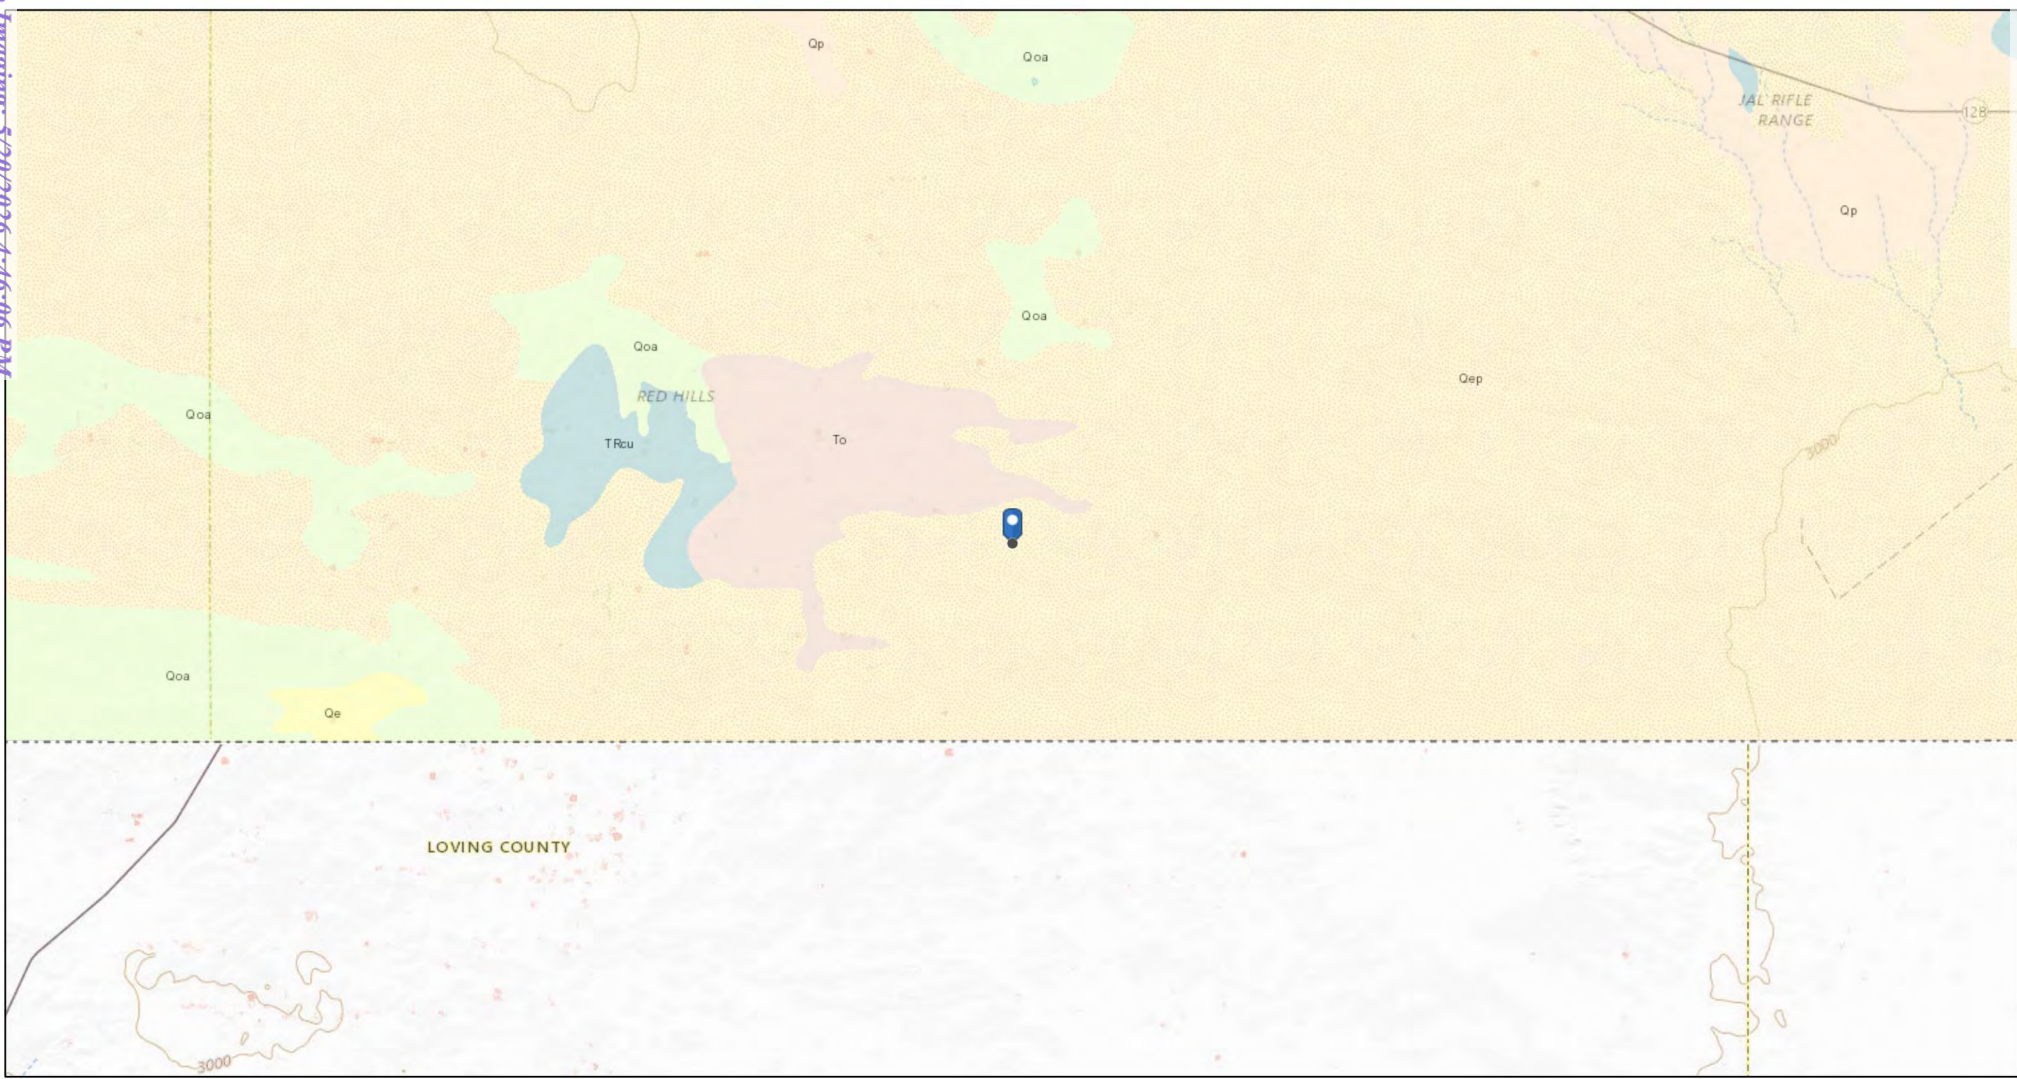 Qp
Qoa
JAL RIFLE
RANGE
128
Qp
Qoa
Qoa
Qep
RED HILLS
Qoa
TRcu
To
3000
Qoa
Qe
LOVING COUNTY
3000